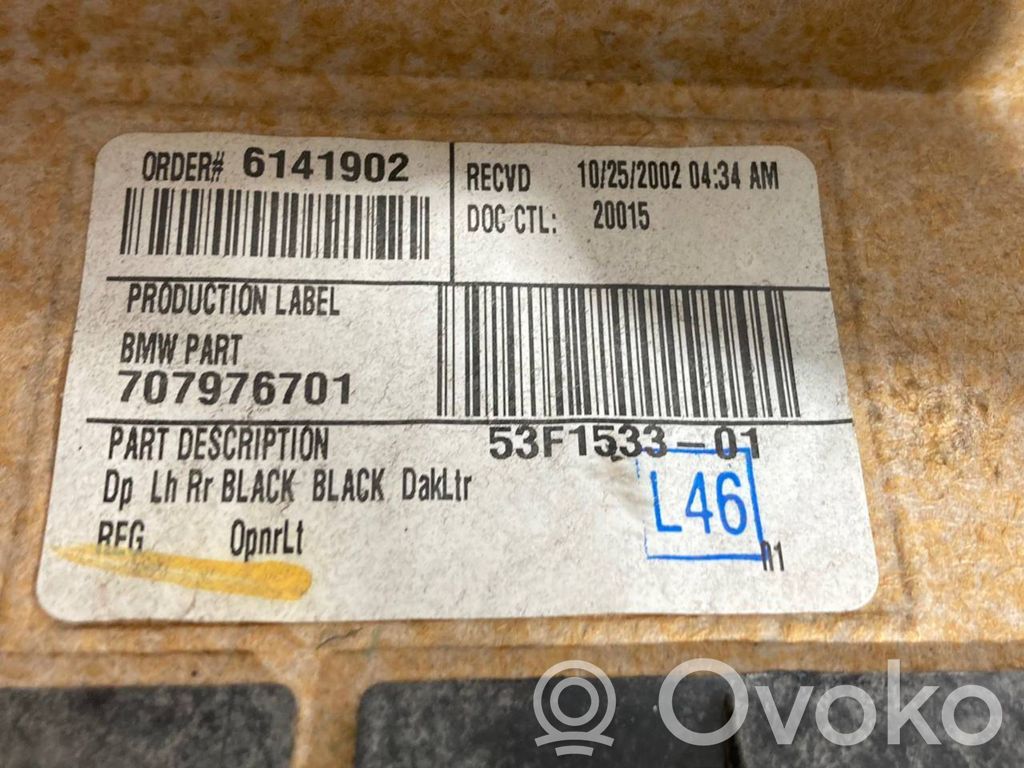 ORDER# 6141902
RECVD 10/25/2002 04:34 AM
DOC CTL: 20015
PRODUCTION LABEL
BMW PART
707976701
PART DESCRIPTION 53F1533-01
Dp Lh Rr BLACK BLACK DakLtr
L46
REG OpnrLt
Ovoko